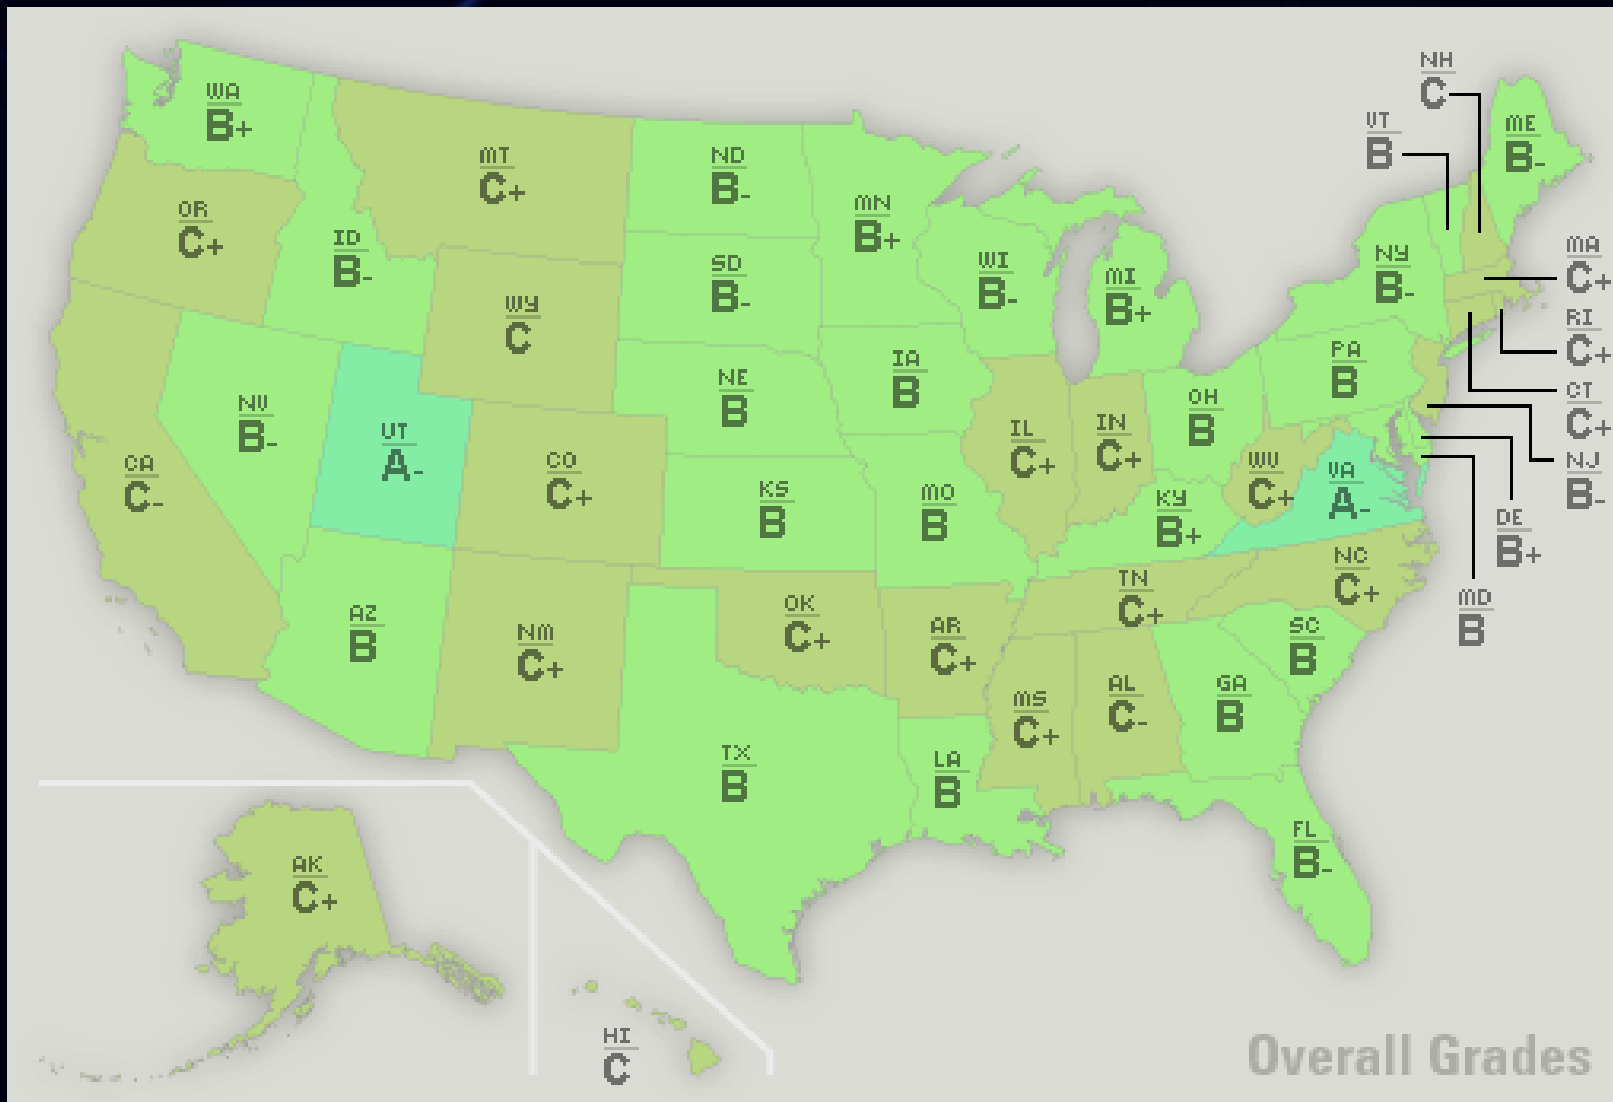 NH
C
WA
B+
VT
B
ME
B-
MT
C+
ND
B-
MN
B+
OR
C+
ID
B-
SD
B-
WI
B-
MI
B+
NY
B-
MA
C+
WY
C
RI
C+
IA
B
PA
B
NE
B
OH
B
CT
C+
NV
B-
UT
A-
IL
C+
IN
C+
CA
C-
CO
C+
KS
B
MO
B
KY
B+
WV
C+
VA
A-
NJ
B-
DE
B+
NC
C+
TN
C+
MD
B
AZ
B
NM
C+
OK
C+
AR
C+
SC
B
MS
C+
AL
C-
GA
B
TX
B
LA
B
FL
B-
AK
C+
HI
C
Overall Grades